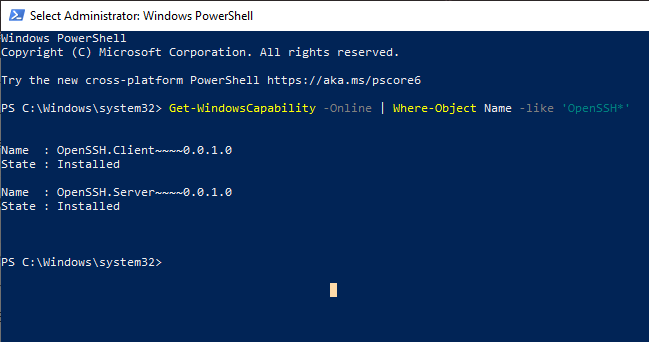 Select Administrator: Windows PowerShell
Windows PowerShell
Copyright (C) Microsoft Corporation. All rights reserved.
Try the new cross-platform PowerShell https://aka.ms/pscore6
PS C:\Windows\system32> Get-WindowsCapability -Online | Where-Object Name -like 'OpenSSH*'
Name  : OpenSSH.Client~~~~0.0.1.0
State : Installed
Name  : OpenSSH.Server~~~~0.0.1.0
State : Installed
PS C:\Windows\system32>